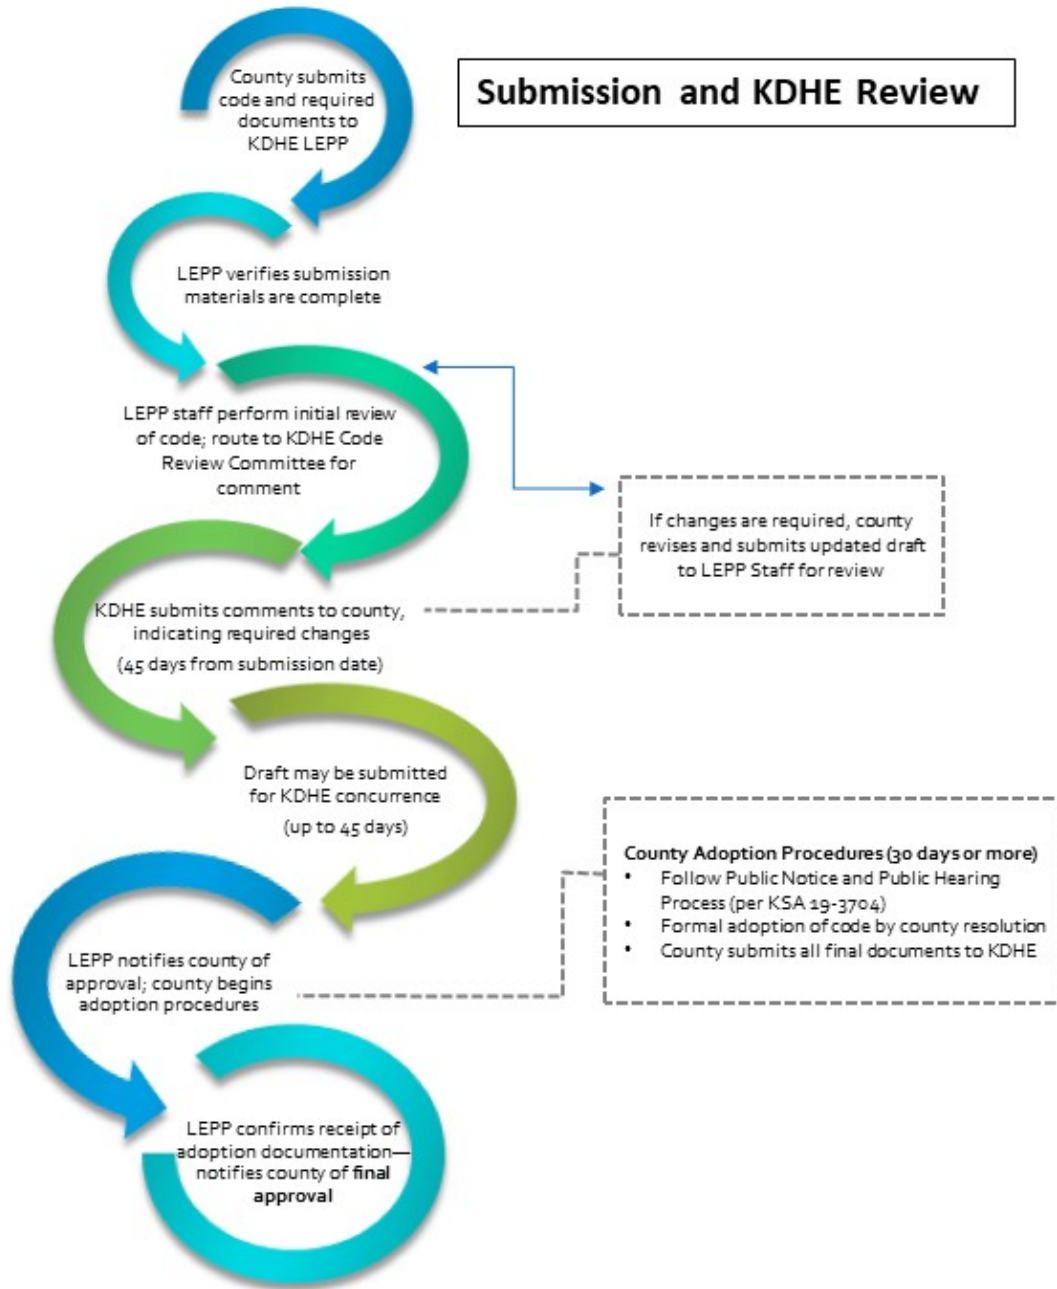 Submission and KDHE Review
County submits
code and required
documents to
KDHE LEPP
LEPP verifies submission
materials are complete
LEPP staff perform initial review
of code; route to KDHE Code
Review Committee for
comment
If changes are required, county
revises and submits updated draft
to LEPP Staff for review
KDHE submits comments to county,
indicating required changes
(45 days from submission date)
Draft may be submitted
for KDHE concurrence
(up to 45 days)
County Adoption Procedures (30 days or more)
• Follow Public Notice and Public Hearing
Process (per KSA 19-3704)
• Formal adoption of code by county resolution
• County submits all final documents to KDHE
LEPP notifies county of
approval; county begins
adoption procedures
LEPP confirms receipt of
adoption documentation—
notifies county of final
approval